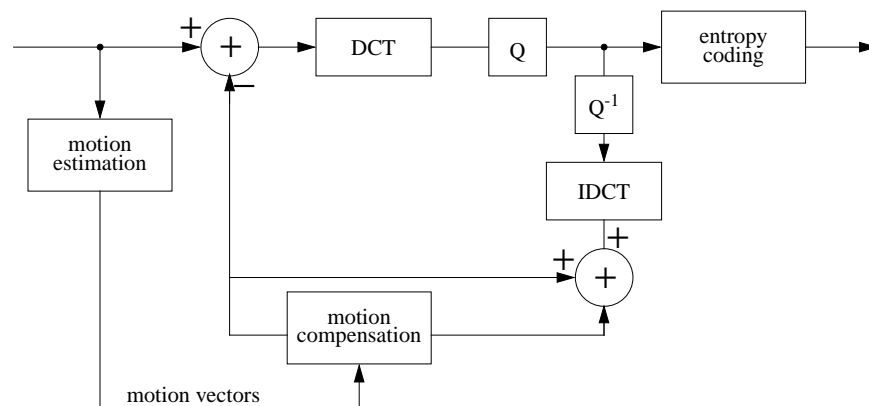 +
+
DCT
Q
entropy
coding
−
Q-1
motion
estimation
IDCT
+
+
+
motion
compensation
motion vectors